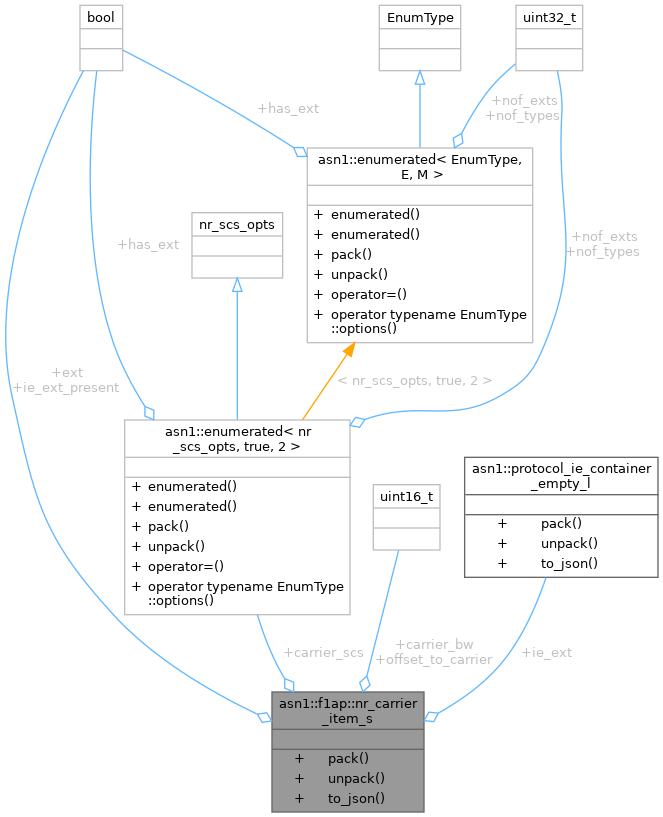 bool
EnumType
uint32_t
+has_ext
+nof_exts
+nof_types
asn1::enumerated< EnumType,
E, M >
+ enumerated()
+ enumerated()
+ pack()
+ unpack()
+ operator=()
+ operator typename EnumType
::options()
nr_scs_opts
+has_ext
+nof_exts
+nof_types
+ext
+ie_ext_present
< nr_scs_opts, true, 2 >
asn1::enumerated< nr
_scs_opts, true, 2 >
+ enumerated()
+ enumerated()
+ pack()
+ unpack()
+ operator=()
+ operator typename EnumType
::options()
uint16_t
asn1::protocol_ie_container
_empty_l
+ pack()
+ unpack()
+ to_json()
+carrier_scs
+carrier_bw
+offset_to_carrier
+ie_ext
asn1::f1ap::nr_carrier
_item_s
+ pack()
+ unpack()
+ to_json()